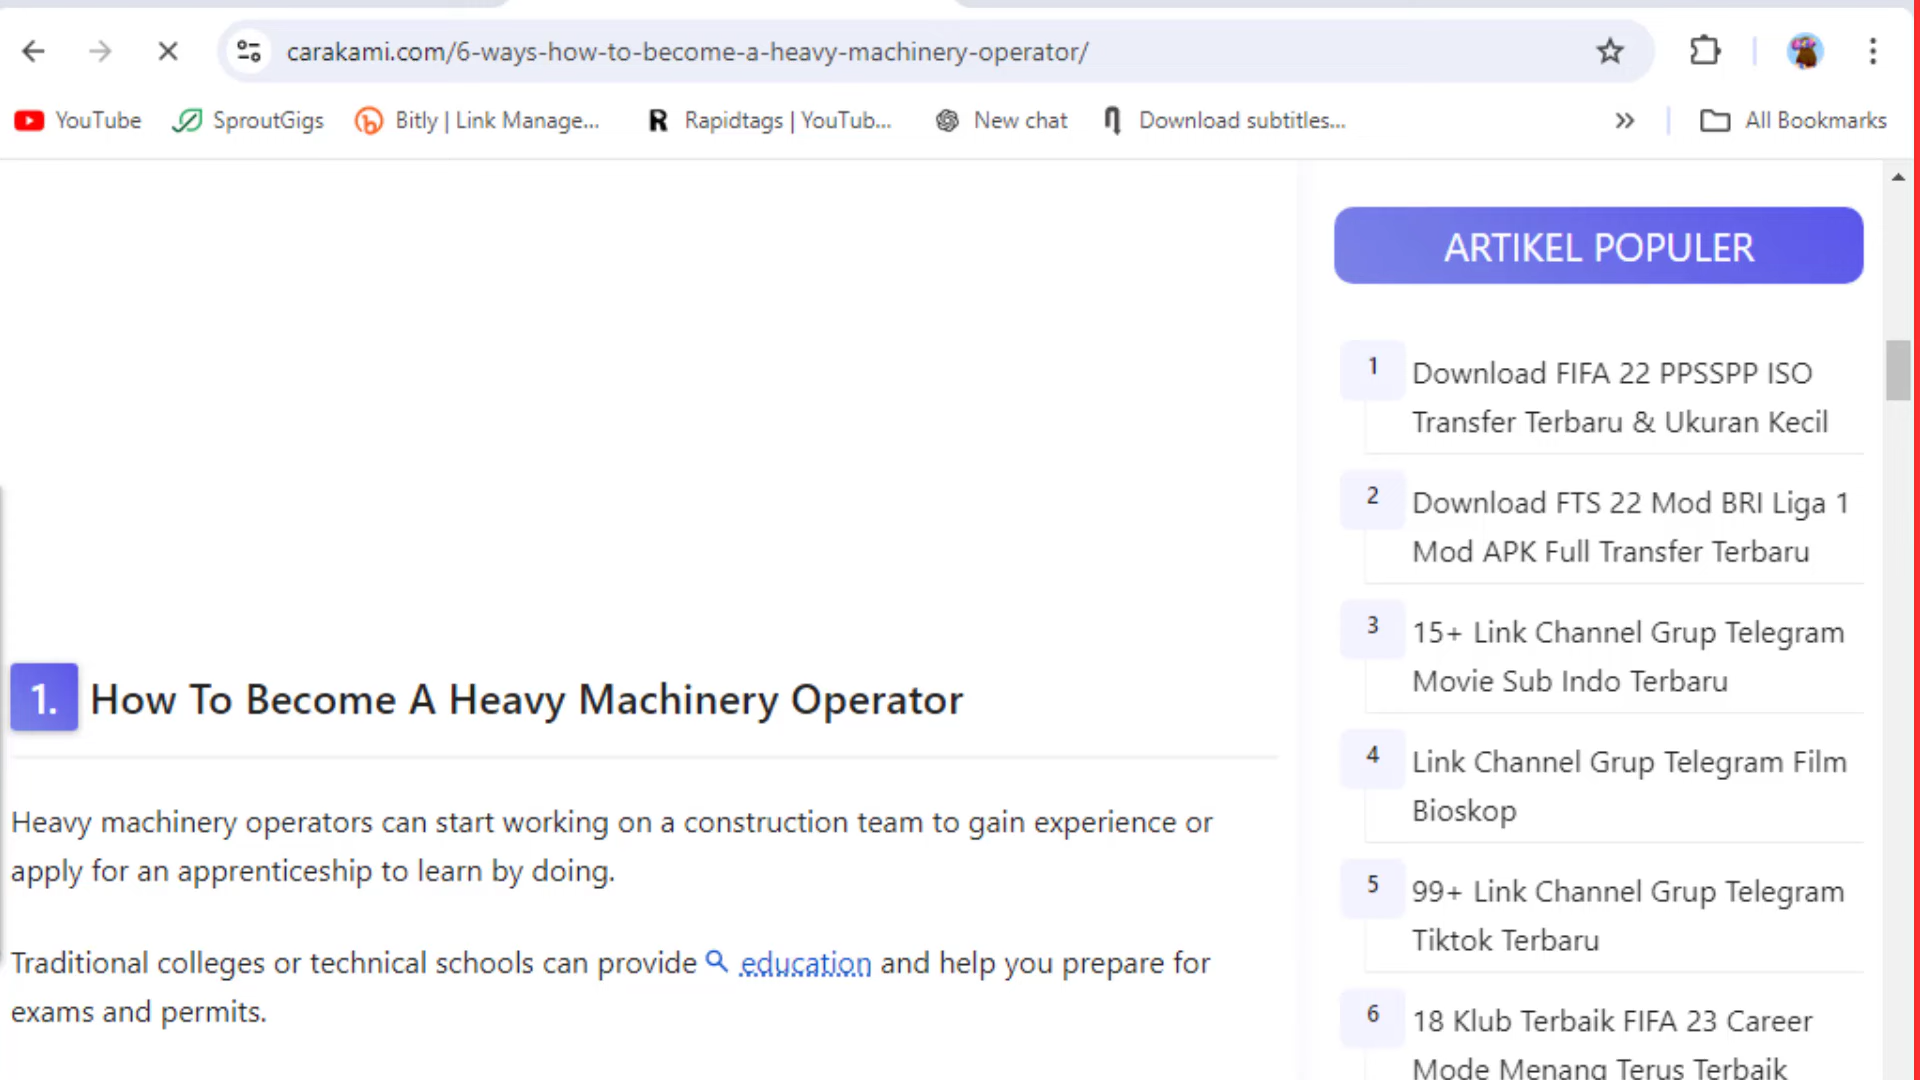 carakami.com/6-ways-how-to-become-a-heavy-machinery-operator/
YouTube
SproutGigs
Bitly | Link Manage...
Rapidtags | YouTub...
New chat
Download subtitles...
All Bookmarks
1. How To Become A Heavy Machinery Operator
Heavy machinery operators can start working on a construction team to gain experience or
apply for an apprenticeship to learn by doing.
Traditional colleges or technical schools can provide education and help you prepare for
exams and permits.
ARTIKEL POPULER
1 Download FIFA 22 PPSSPP ISO
Transfer Terbaru & Ukuran Kecil
2 Download FTS 22 Mod BRI Liga 1
Mod APK Full Transfer Terbaru
3 15+ Link Channel Grup Telegram
Movie Sub Indo Terbaru
4 Link Channel Grup Telegram Film
Bioskop
5 99+ Link Channel Grup Telegram
Tiktok Terbaru
6 18 Klub Terbaik FIFA 23 Career
Mode Menang Terus Terbaik